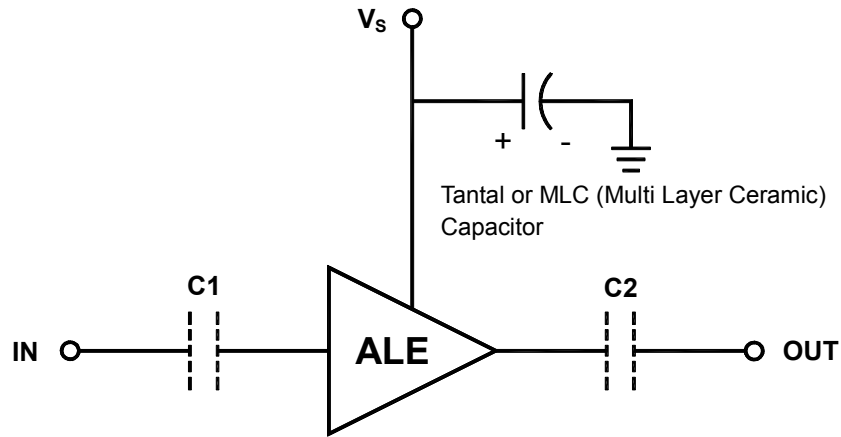 Vs
+ -
Tantal or MLC (Multi Layer Ceramic)
Capacitor
C1
C2
IN
ALE
OUT